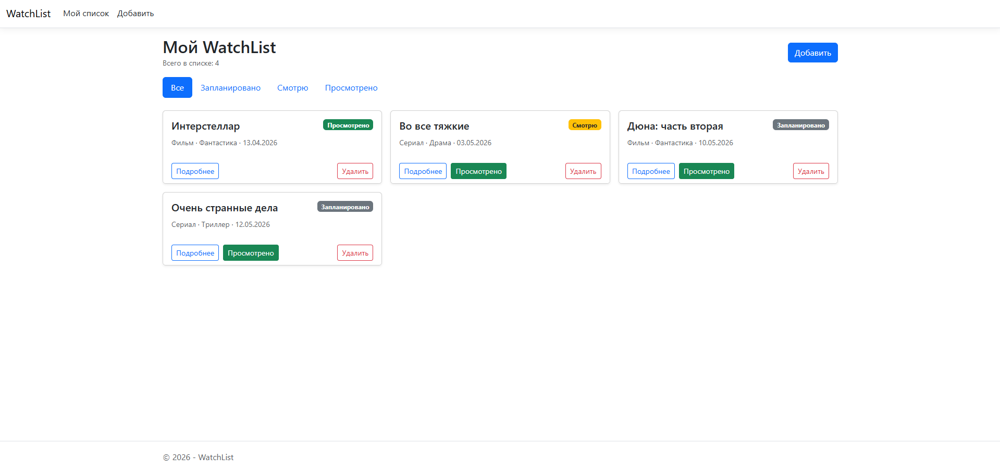 WatchList Мой список Добавить
Мой WatchList
Всего в списке: 4
Добавить
Все Запланировано Смотрю Просмотрено
Интерстеллар Просмотрено
Фильм · Фантастика · 13.04.2026
Подробнее Удалить
Во все тяжкие Смотрю
Сериал · Драма · 03.05.2026
Подробнее Просмотрено Удалить
Дюна: часть вторая Запланировано
Фильм · Фантастика · 10.05.2026
Подробнее Просмотрено Удалить
Очень странные дела Запланировано
Сериал · Триллер · 12.05.2026
Подробнее Просмотрено Удалить
© 2026 - WatchList